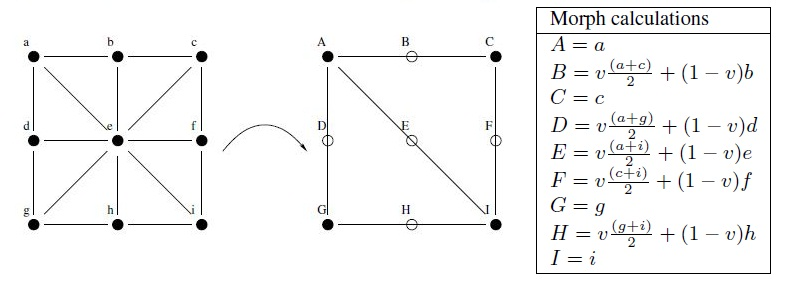 a b c
d e f
g h i
A B C
D E F
G H I
Morph calculations
A = a
B = v(a+c)/2 + (1 − v)b
C = c
D = v(a+g)/2 + (1 − v)d
E = v(a+i)/2 + (1 − v)e
F = v(c+i)/2 + (1 − v)f
G = g
H = v(g+i)/2 + (1 − v)h
I = i